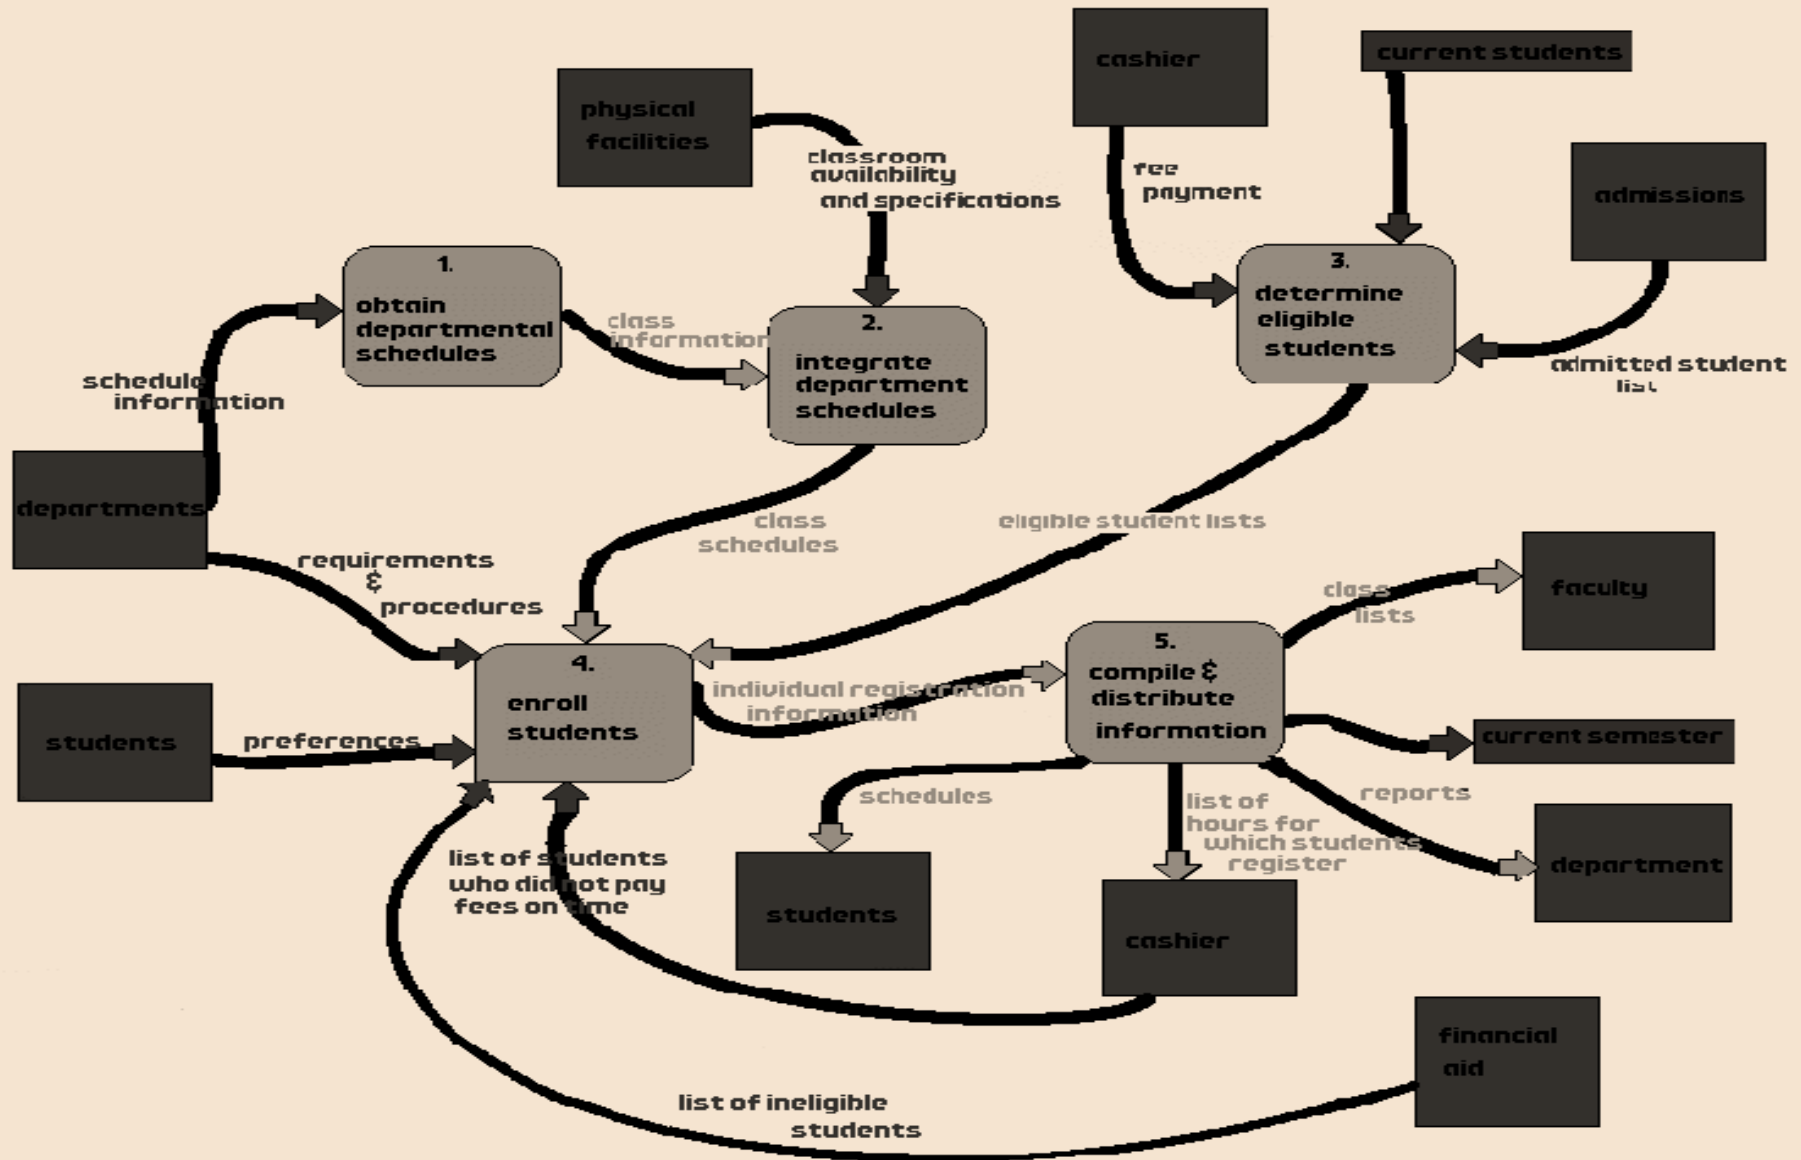 cashier
current students
physical
facilities
classroom
availability
and specifications
fee
payment
admissions
1.
obtain
departmental
schedules
class
information
2.
integrate
department
schedules
3.
determine
eligible
students
admitted student
list
schedule
information
departments
class
schedules
eligible student lists
requirements
&
procedures
class
lists
faculty
4.
enroll
students
individual registration
information
5.
compile &
distribute
information
students
preferences
current semester
schedules
list of
hours for
which students
register
reports
department
list of students
who did not pay
fees on time
students
cashier
financial
aid
list of ineligible
students